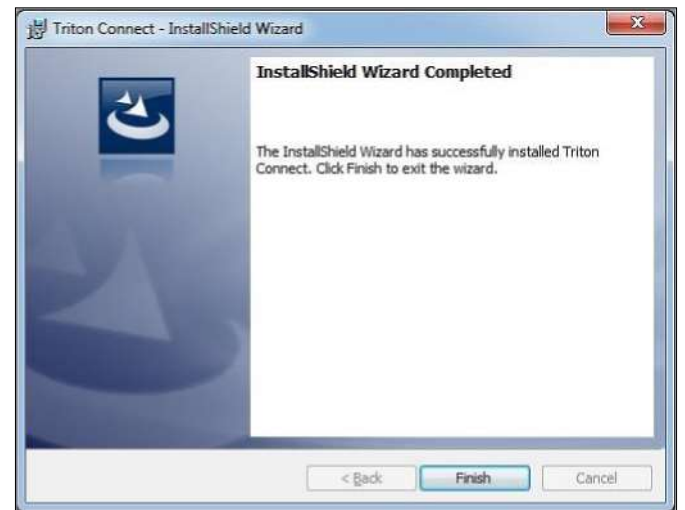 Triton Connect - InstallShield Wizard
InstallShield Wizard Completed
The InstallShield Wizard has successfully installed Triton
Connect. Click Finish to exit the wizard.
< Back Finish Cancel